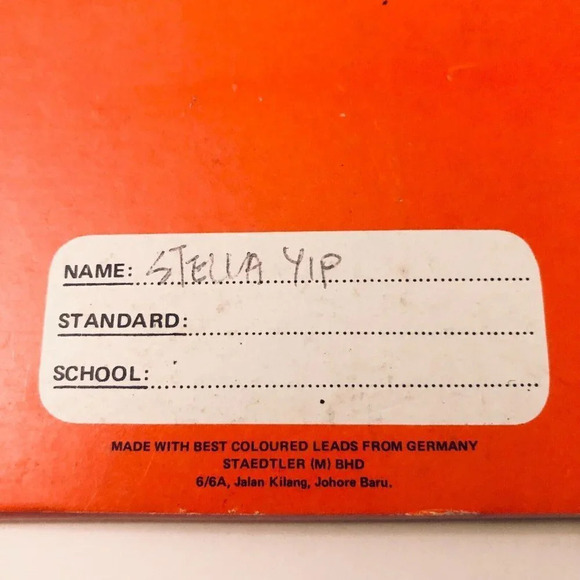 NAME: STELLA YIP
STANDARD:
SCHOOL:
MADE WITH BEST COLOURED LEADS FROM GERMANY
STAEDTLER (M) BHD
6/6A, Jalan Kilang, Johore Baru.